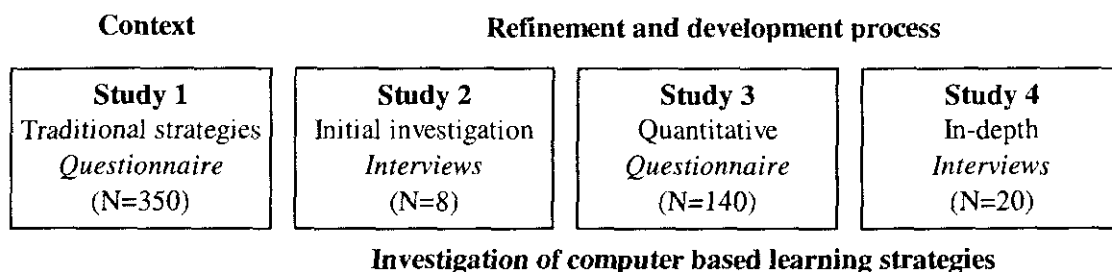 Context
Refinement and development process
Study 1
Traditional strategies
Questionnaire
(N=350)
Study 2
Initial investigation
Interviews
(N=8)
Study 3
Quantitative
Questionnaire
(N=140)
Study 4
In-depth
Interviews
(N=20)
Investigation of computer based learning strategies